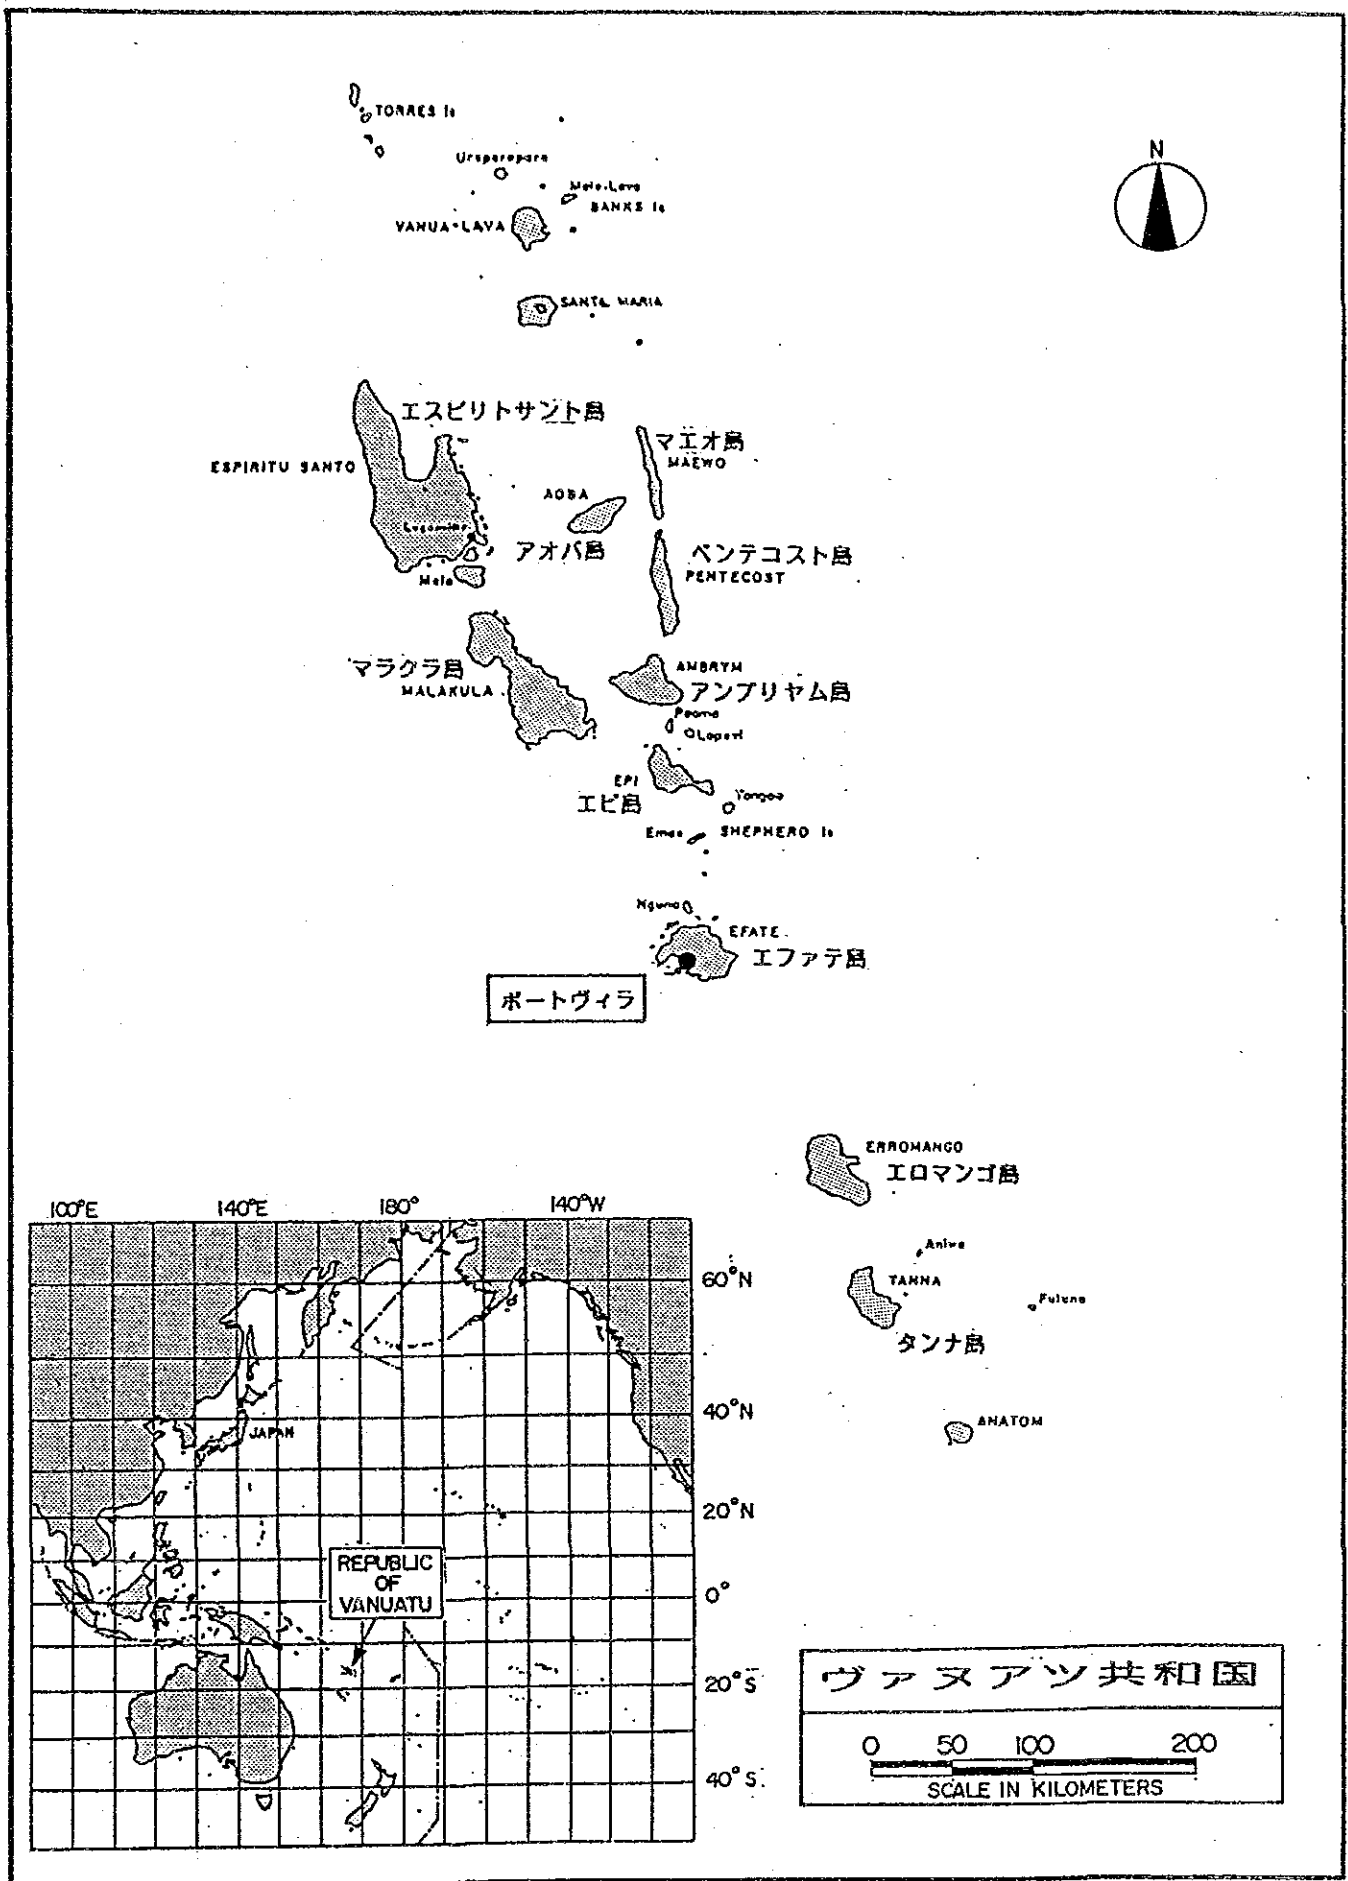 N
TORRES Is
Ureparapara
Mele-Lava
BANKS Is
VANUA-LAVA
SANTA MARIA
エスピリトサント島
ESPIRITU SANTO
マエオ島
MAEWO
AOBA
アオバ島
ペンテコスト島
PENTECOST
マラクラ島
MALAKULA
AMBRYM
アンブリヤム島
Lopevi
EPI
エピ島
Tongoa
Emae
SHEPHERD Is
Nguna
EFATE
エファテ島
ポートヴィラ
ERROMANGO
エロマンゴ島
Aniwa
TANNA
タンナ島
Futuna
ANATOM
100°E 140°E 180° 140°W
60°N
40°N
20°N
0°
20°S
40°S
JAPAN
REPUBLIC
OF
VANUATU
ヴァヌアツ共和国
0 50 100 200
SCALE IN KILOMETERS